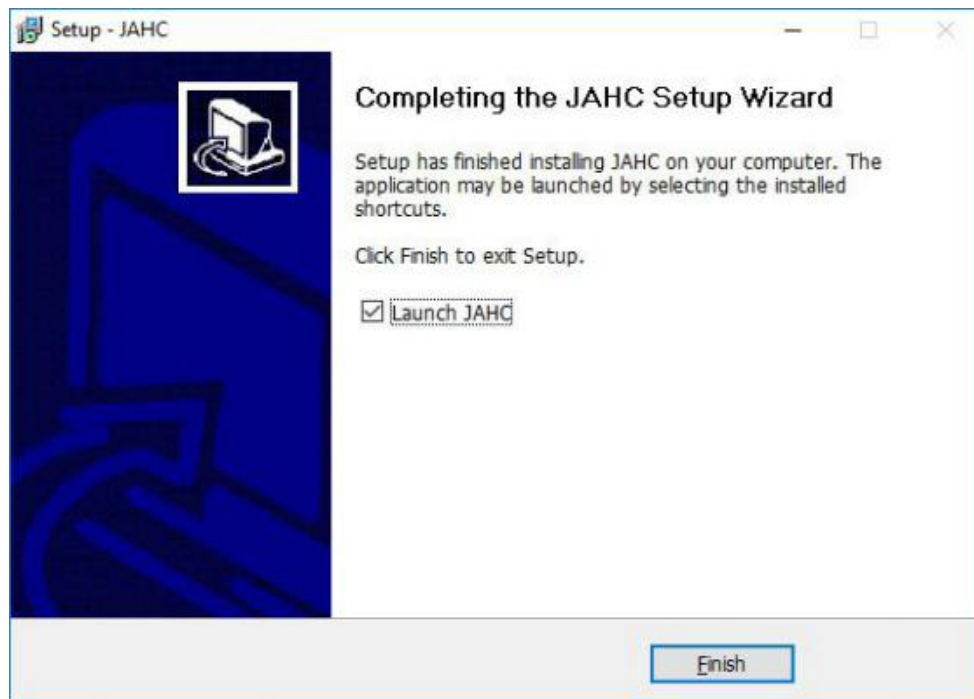 Setup - JAHC
Completing the JAHC Setup Wizard
Setup has finished installing JAHC on your computer. The
application may be launched by selecting the installed
shortcuts.
Click Finish to exit Setup.
Launch JAHC
Finish